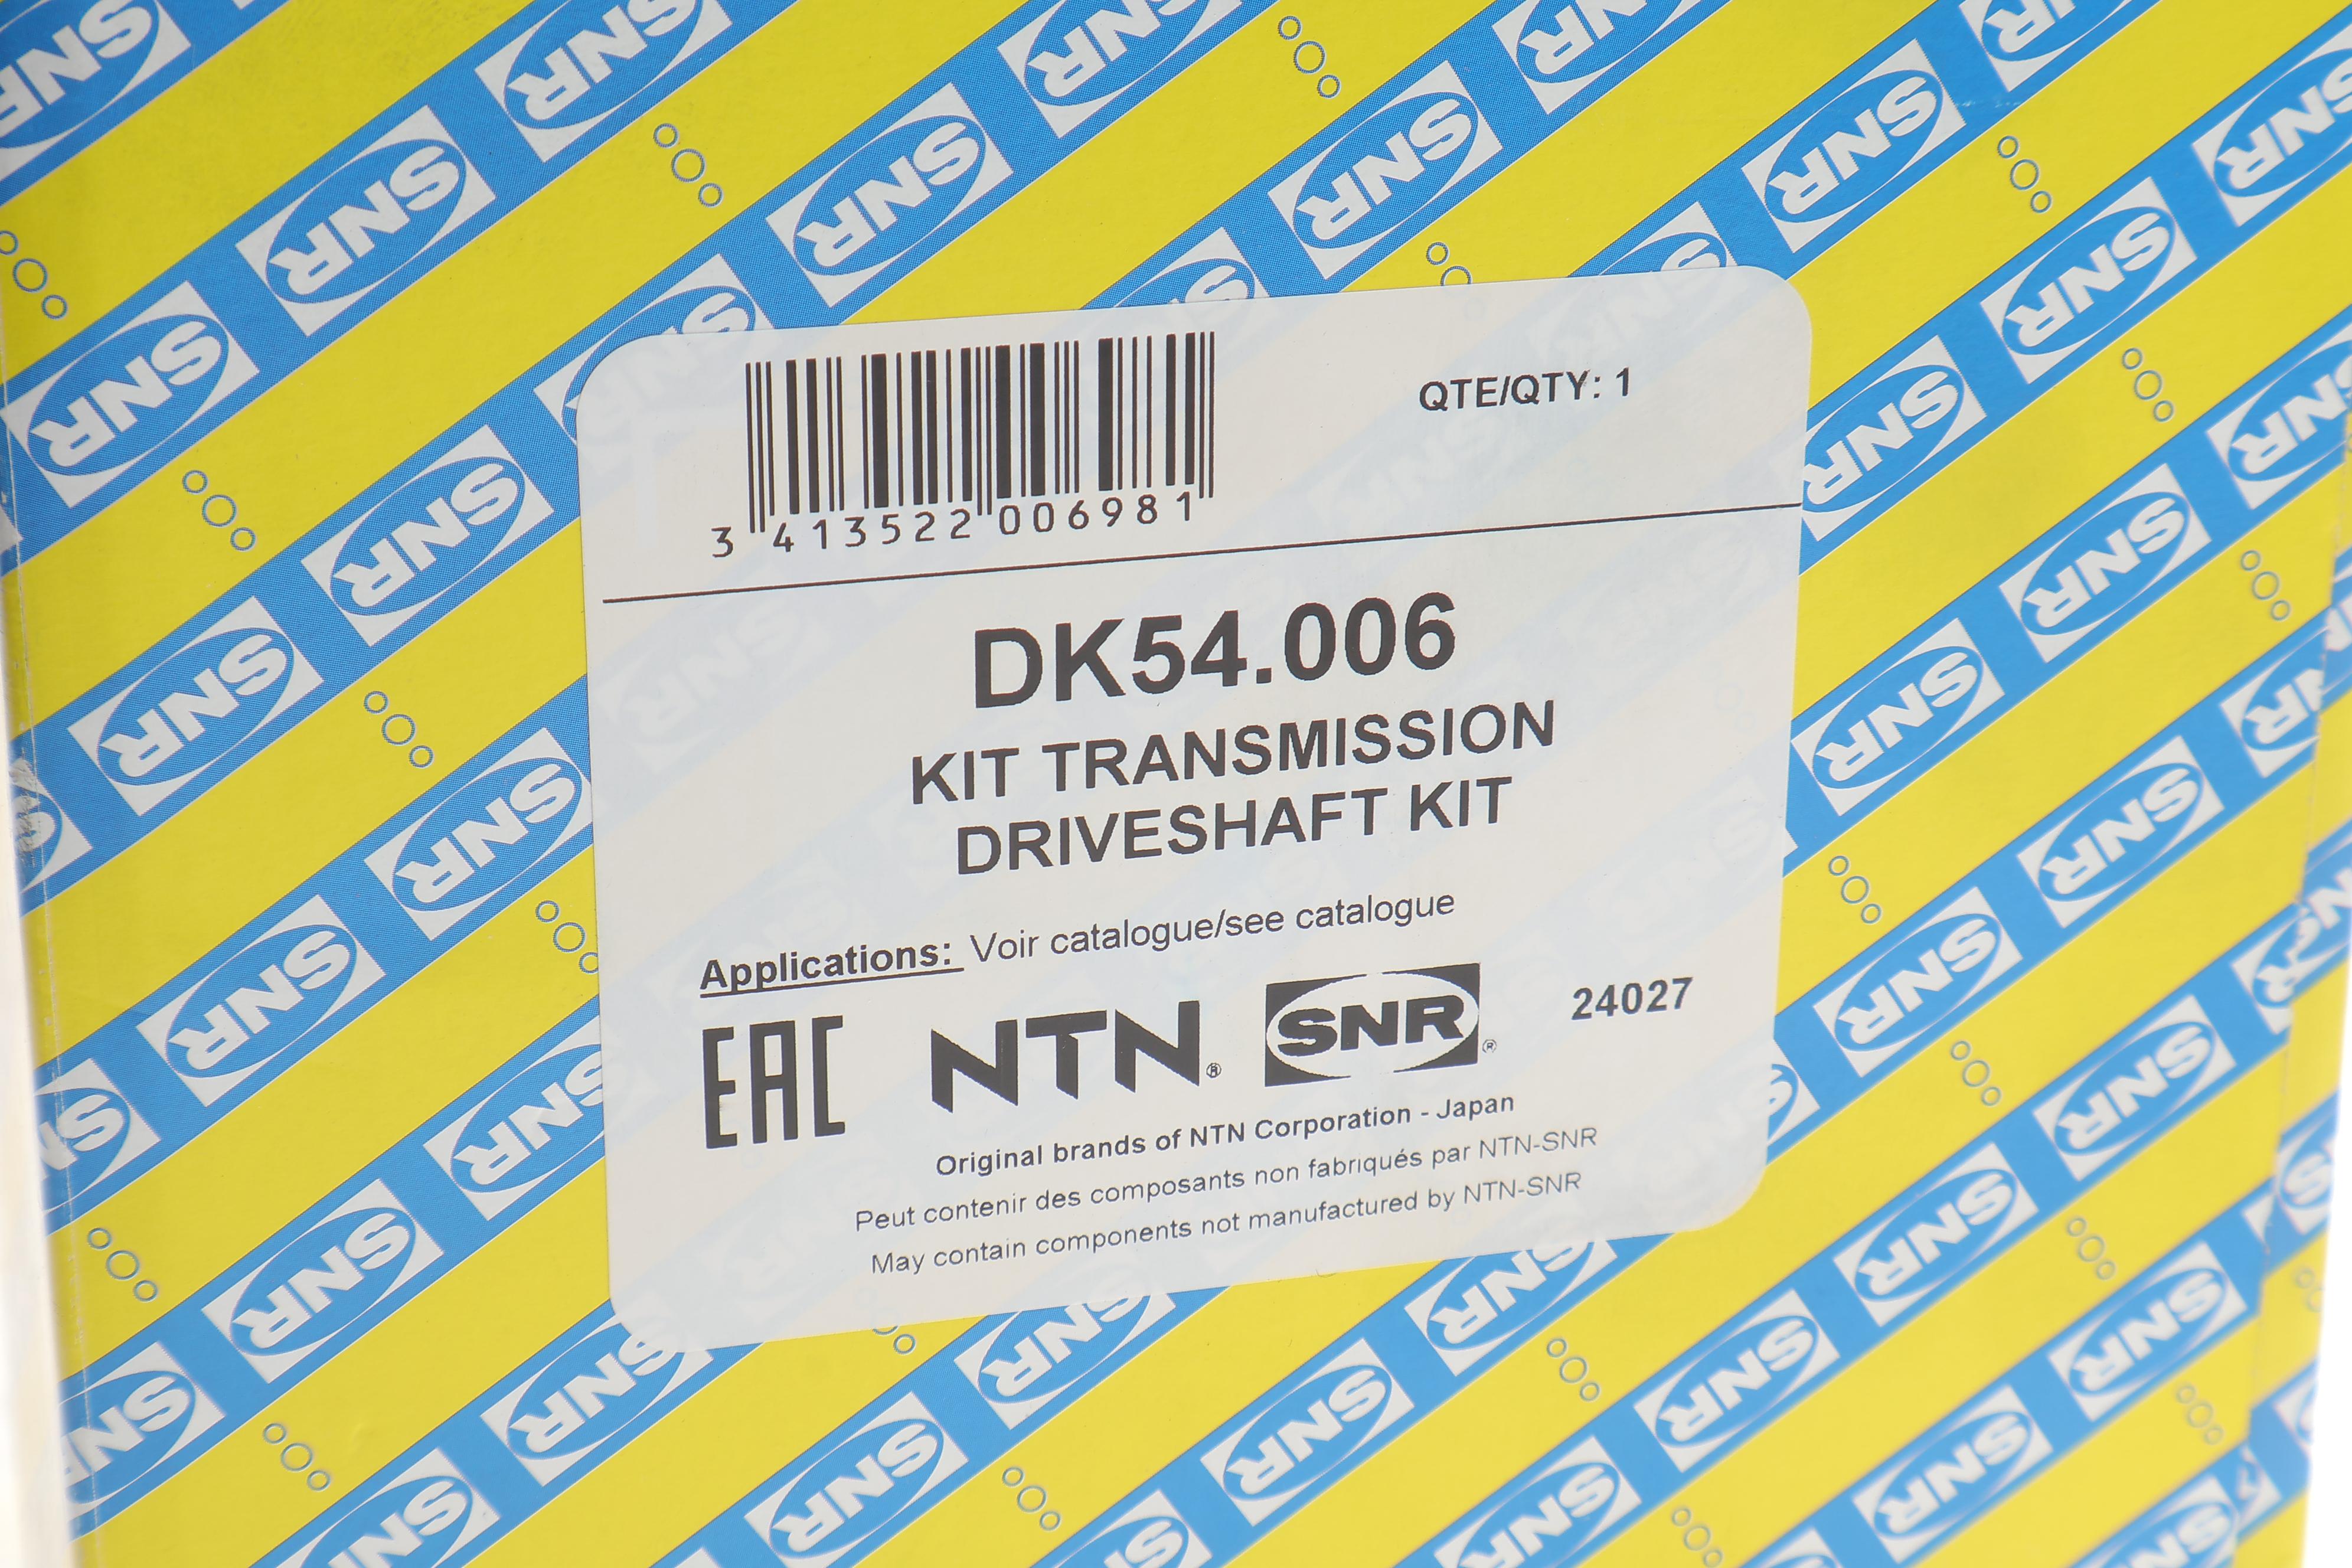 QTE/QTY: 1
3 413522 006981
DK54.006
KIT TRANSMISSION
DRIVESHAFT KIT
Applications: Voir catalogue/see catalogue
EAC NTN® SNR® 24027
Original brands of NTN Corporation - Japan
Peut contenir des composants non fabriqués par NTN-SNR
May contain components not manufactured by NTN-SNR
SNR